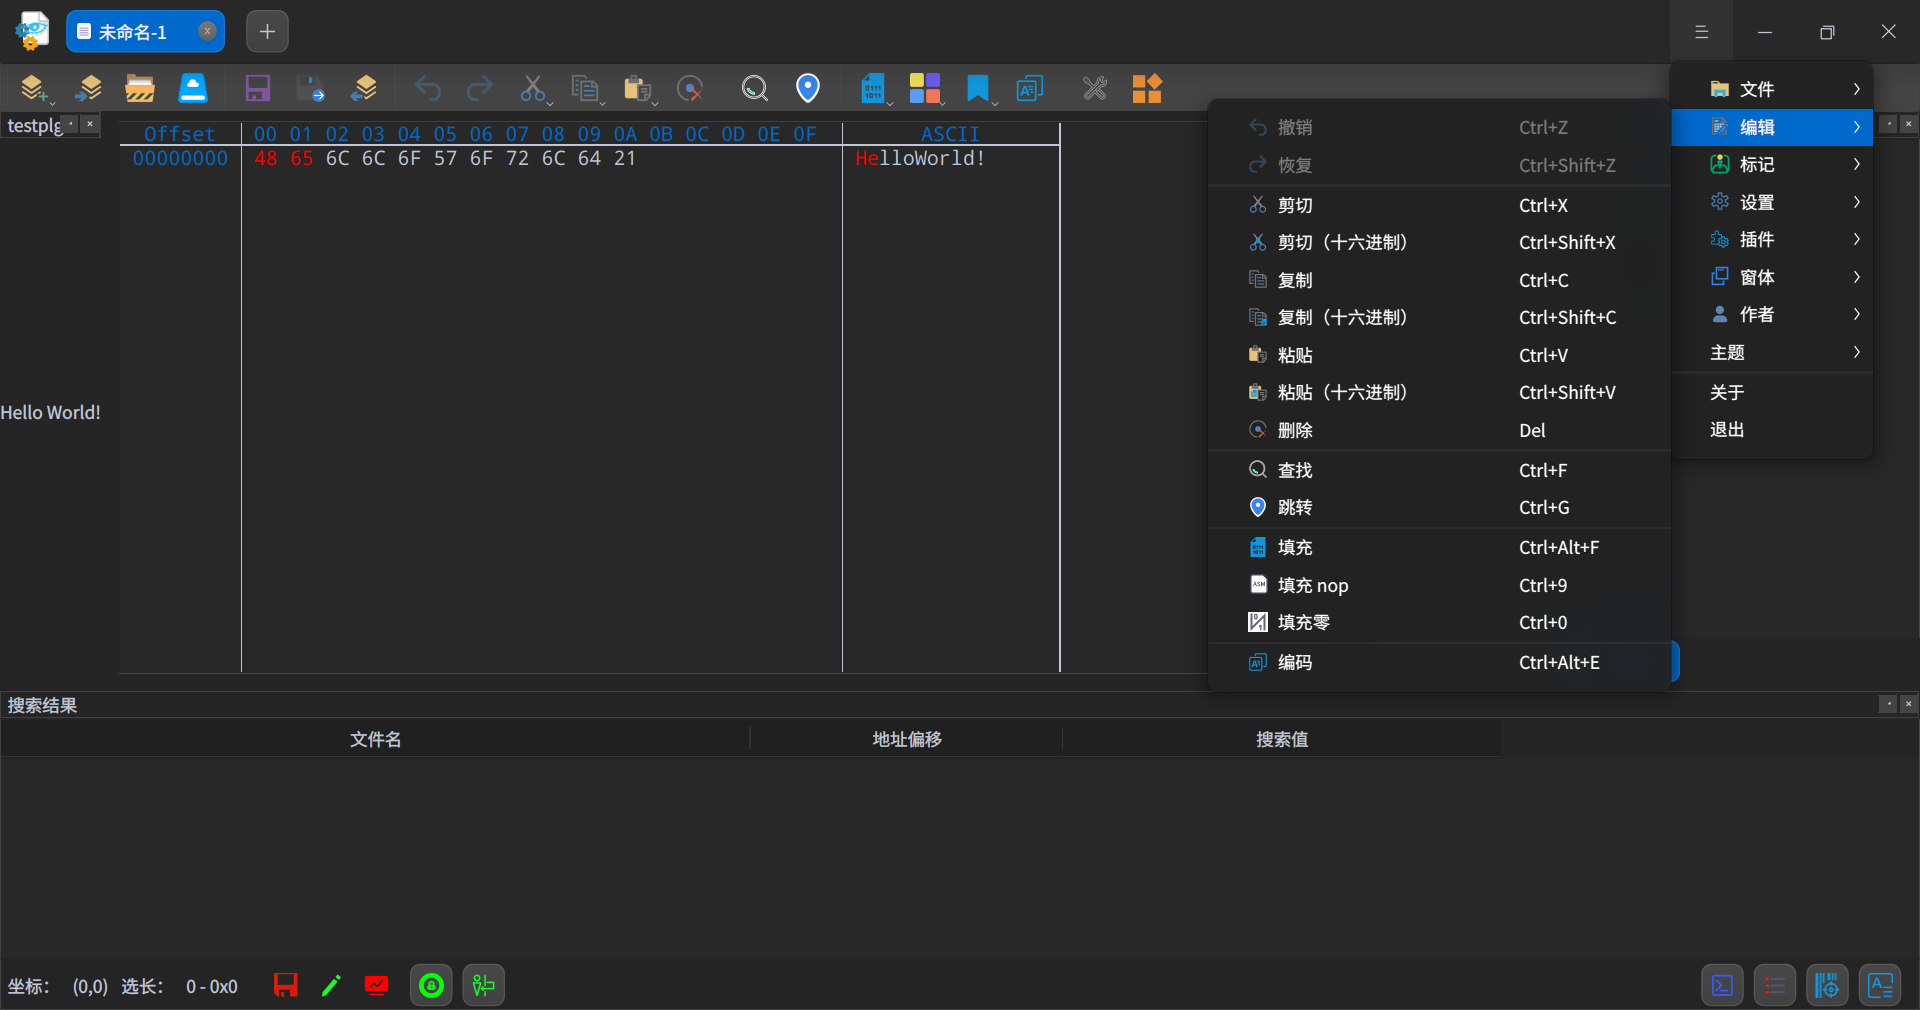 未命名-1
testplg
Offset 00 01 02 03 04 05 06 07 08 09 0A 0B 0C 0D 0E 0F ASCII
00000000 48 65 6C 6C 6F 57 6F 72 6C 64 21 HelloWorld!
Hello World!
撤销 Ctrl+Z
恢复 Ctrl+Shift+Z
剪切 Ctrl+X
剪切（十六进制） Ctrl+Shift+X
复制 Ctrl+C
复制（十六进制） Ctrl+Shift+C
粘贴 Ctrl+V
粘贴（十六进制） Ctrl+Shift+V
删除 Del
查找 Ctrl+F
跳转 Ctrl+G
填充 Ctrl+Alt+F
填充 nop Ctrl+9
填充零 Ctrl+0
编码 Ctrl+Alt+E
文件
编辑
标记
设置
插件
窗体
作者
主题
关于
退出
搜索结果
文件名 地址偏移 搜索值
坐标： (0,0) 选长： 0 - 0x0